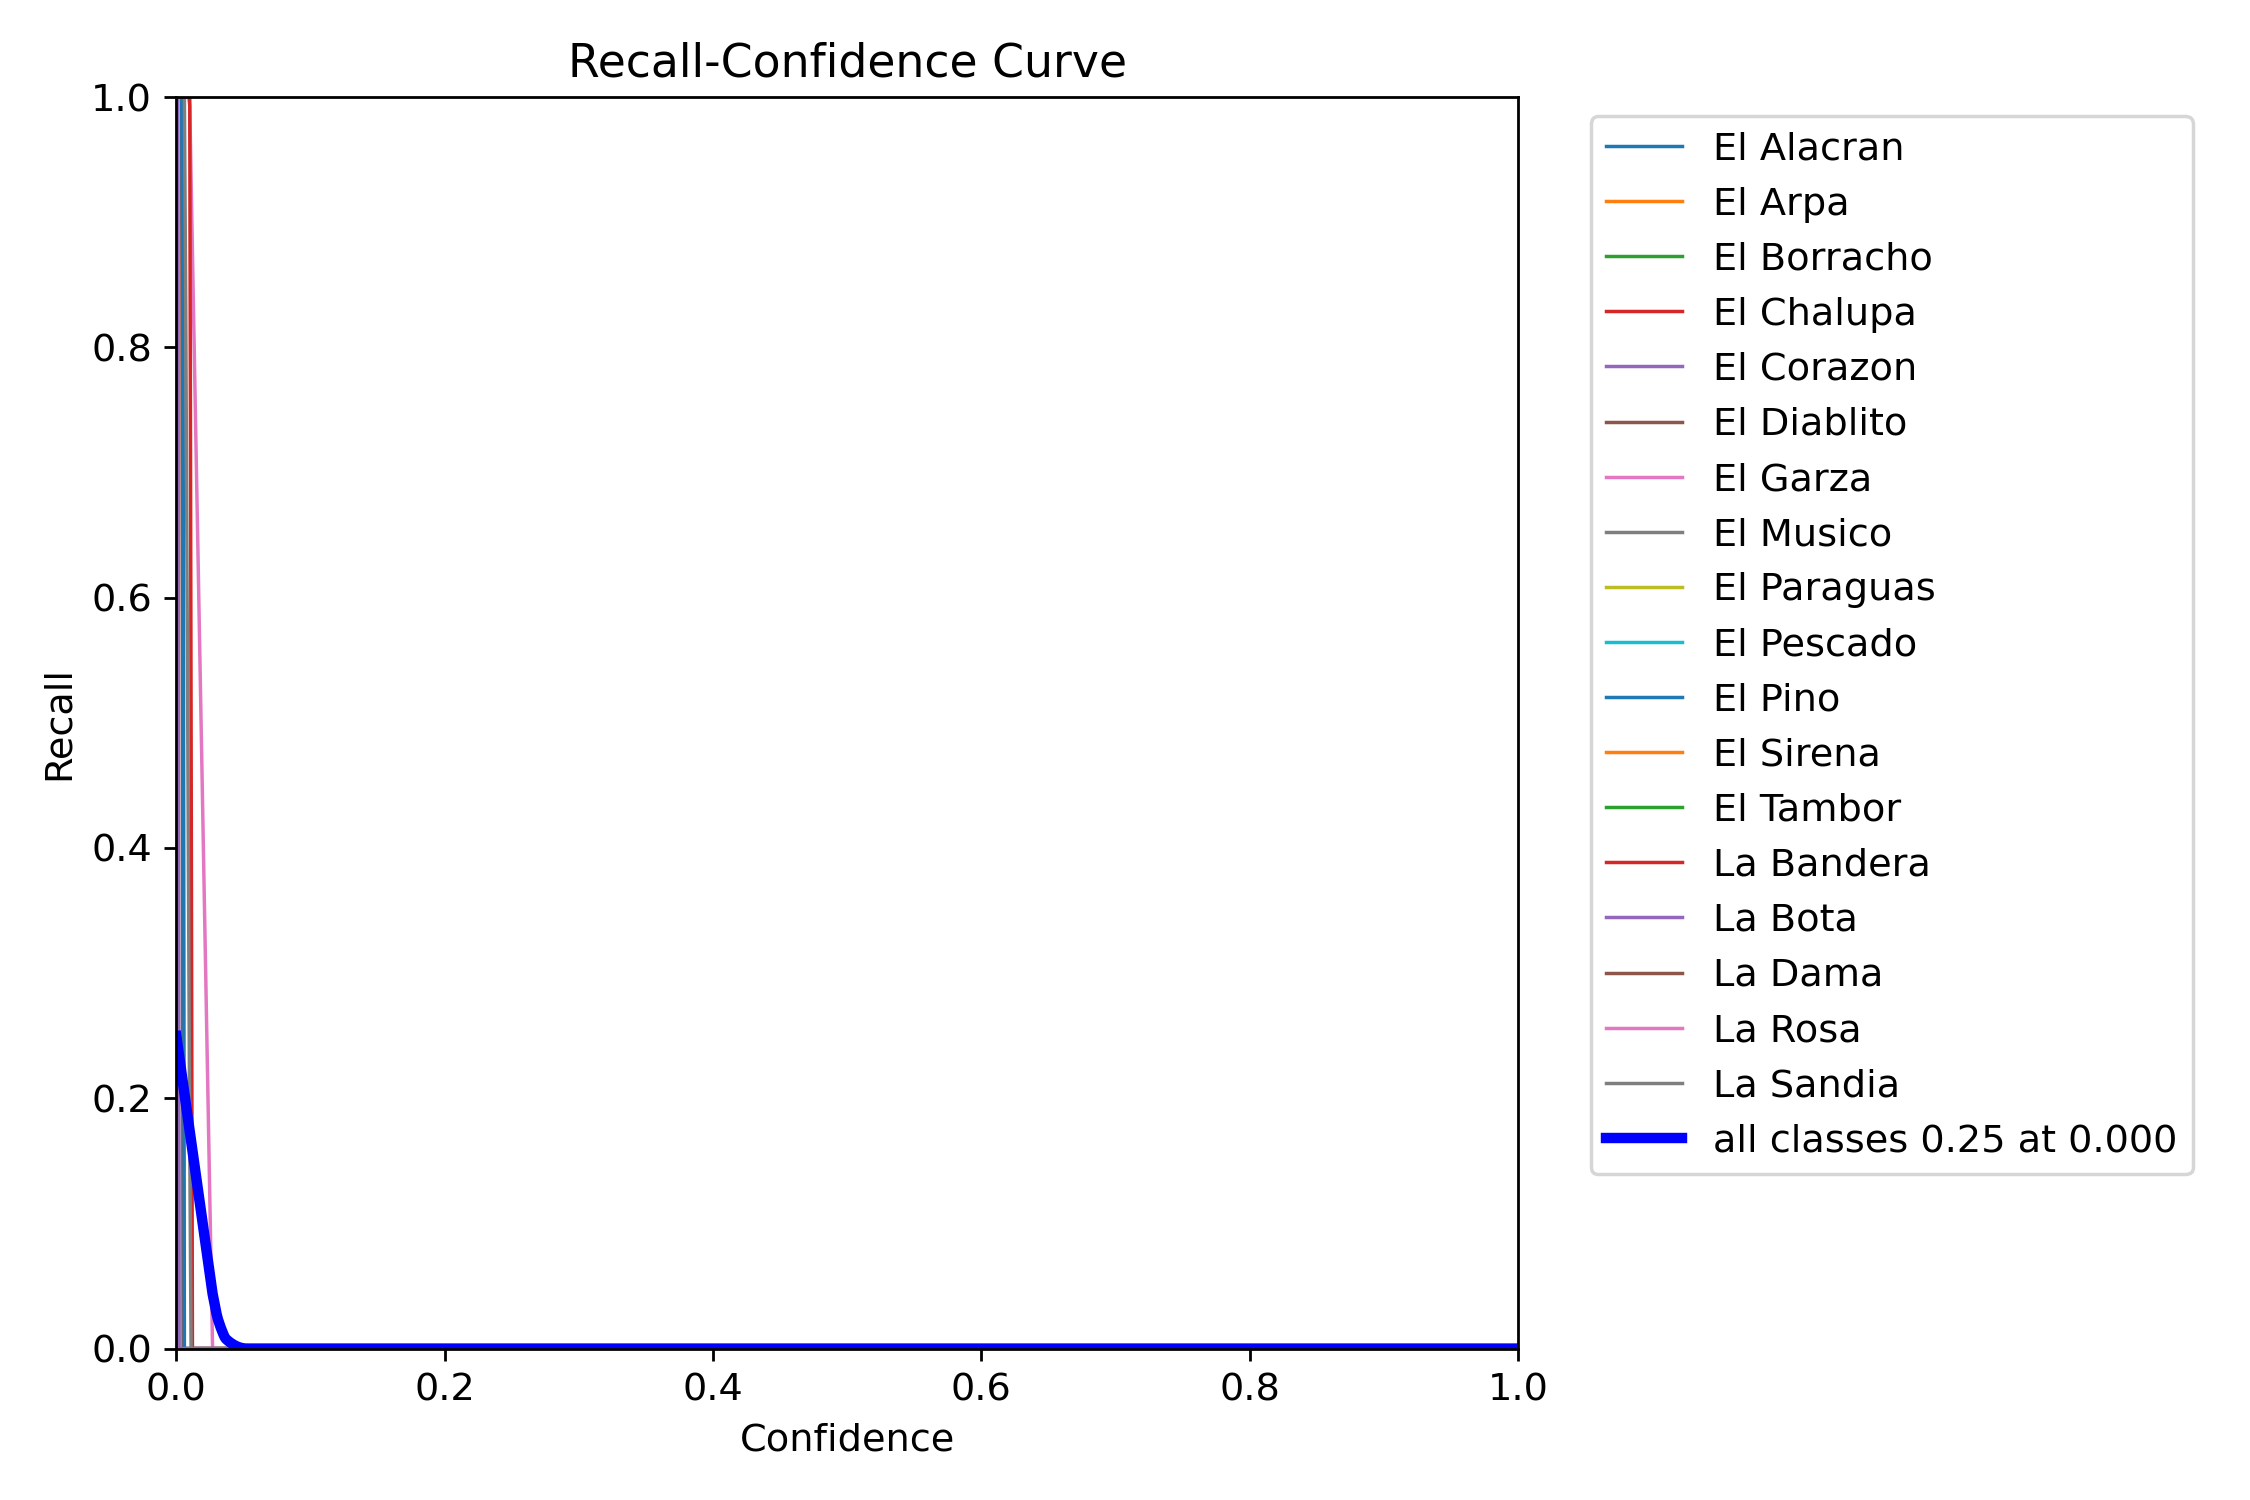 Recall-Confidence Curve
1.0
0.8
0.6
0.4
0.2
0.0
Recall
0.0 0.2 0.4 0.6 0.8 1.0
Confidence
El Alacran
El Arpa
El Borracho
El Chalupa
El Corazon
El Diablito
El Garza
El Musico
El Paraguas
El Pescado
El Pino
El Sirena
El Tambor
La Bandera
La Bota
La Dama
La Rosa
La Sandia
all classes 0.25 at 0.000